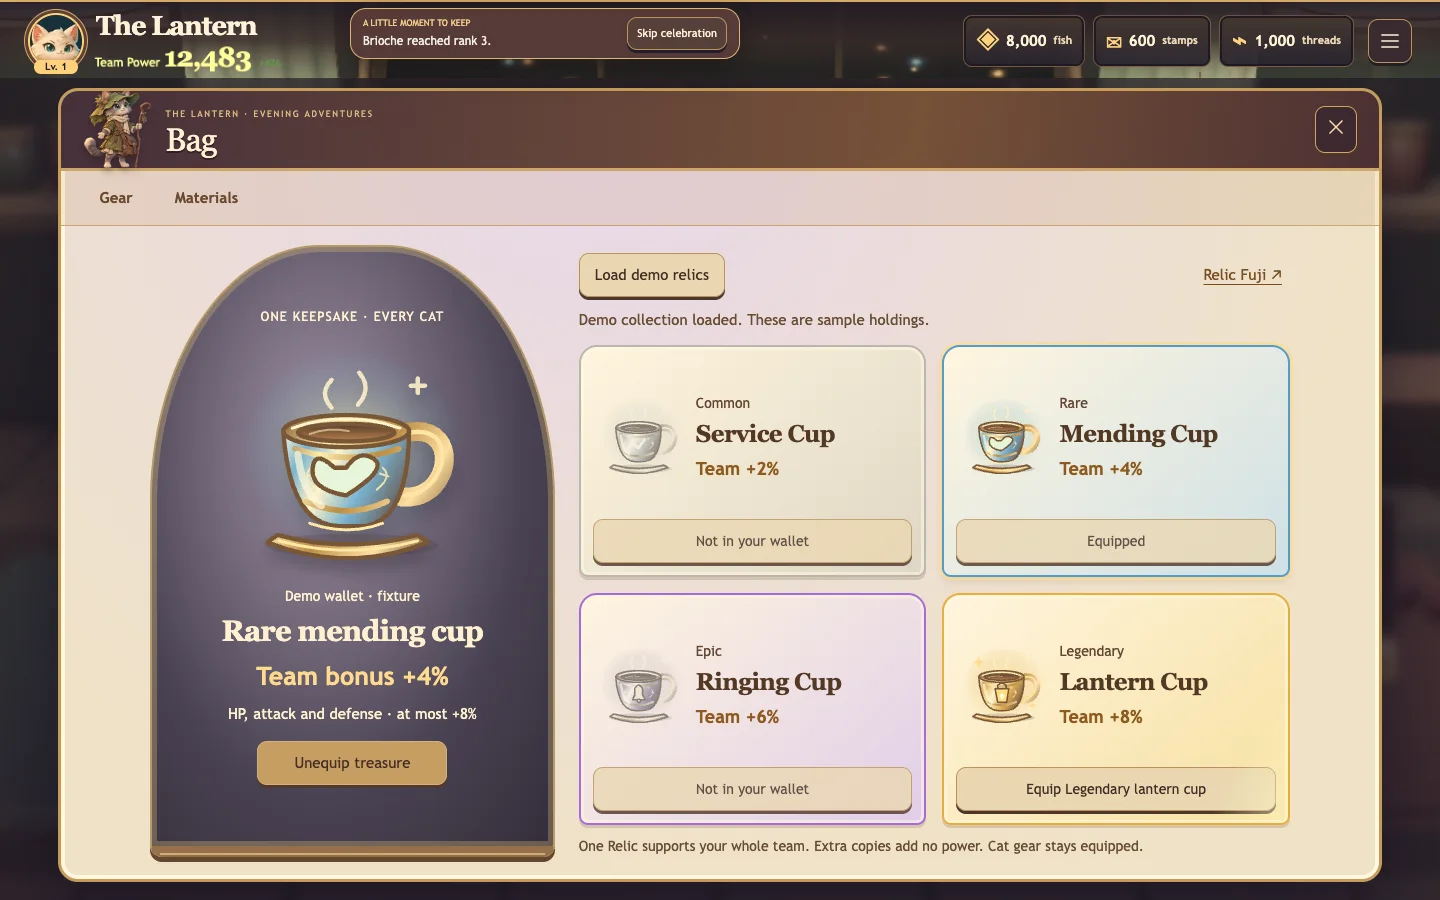 The Lantern
Lv. 1
Team Power 12,483
A LITTLE MOMENT TO KEEP
Brioche reached rank 3.
Skip celebration
8,000 fish
600 stamps
1,000 threads
THE LANTERN · EVENING ADVENTURES
Bag
Gear
Materials
ONE KEEPSAKE · EVERY CAT
Demo wallet · fixture
Rare mending cup
Team bonus +4%
HP, attack and defense · at most +8%
Unequip treasure
Load demo relics
Relic Fuji ↗
Demo collection loaded. These are sample holdings.
Common
Service Cup
Team +2%
Not in your wallet
Rare
Mending Cup
Team +4%
Equipped
Epic
Ringing Cup
Team +6%
Not in your wallet
Legendary
Lantern Cup
Team +8%
Equip Legendary lantern cup
One Relic supports your whole team. Extra copies add no power. Cat gear stays equipped.